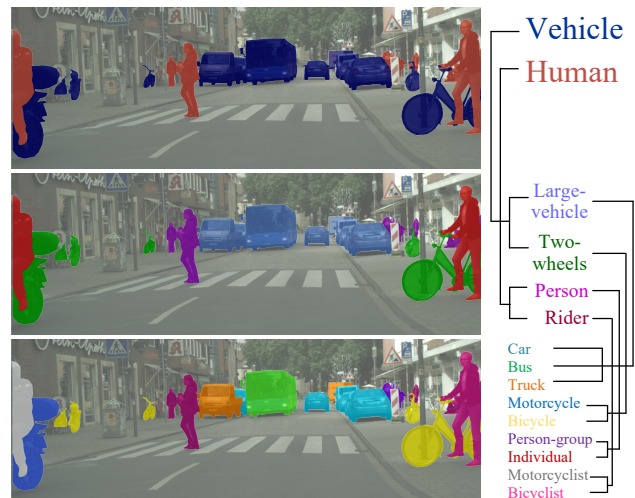 Vehicle
Human
Large-
vehicle
Two-
wheels
Person
Rider
Car
Bus
Truck
Motorcycle
Bicycle
Person-group
Individual
Motorcyclist
Bicyclist